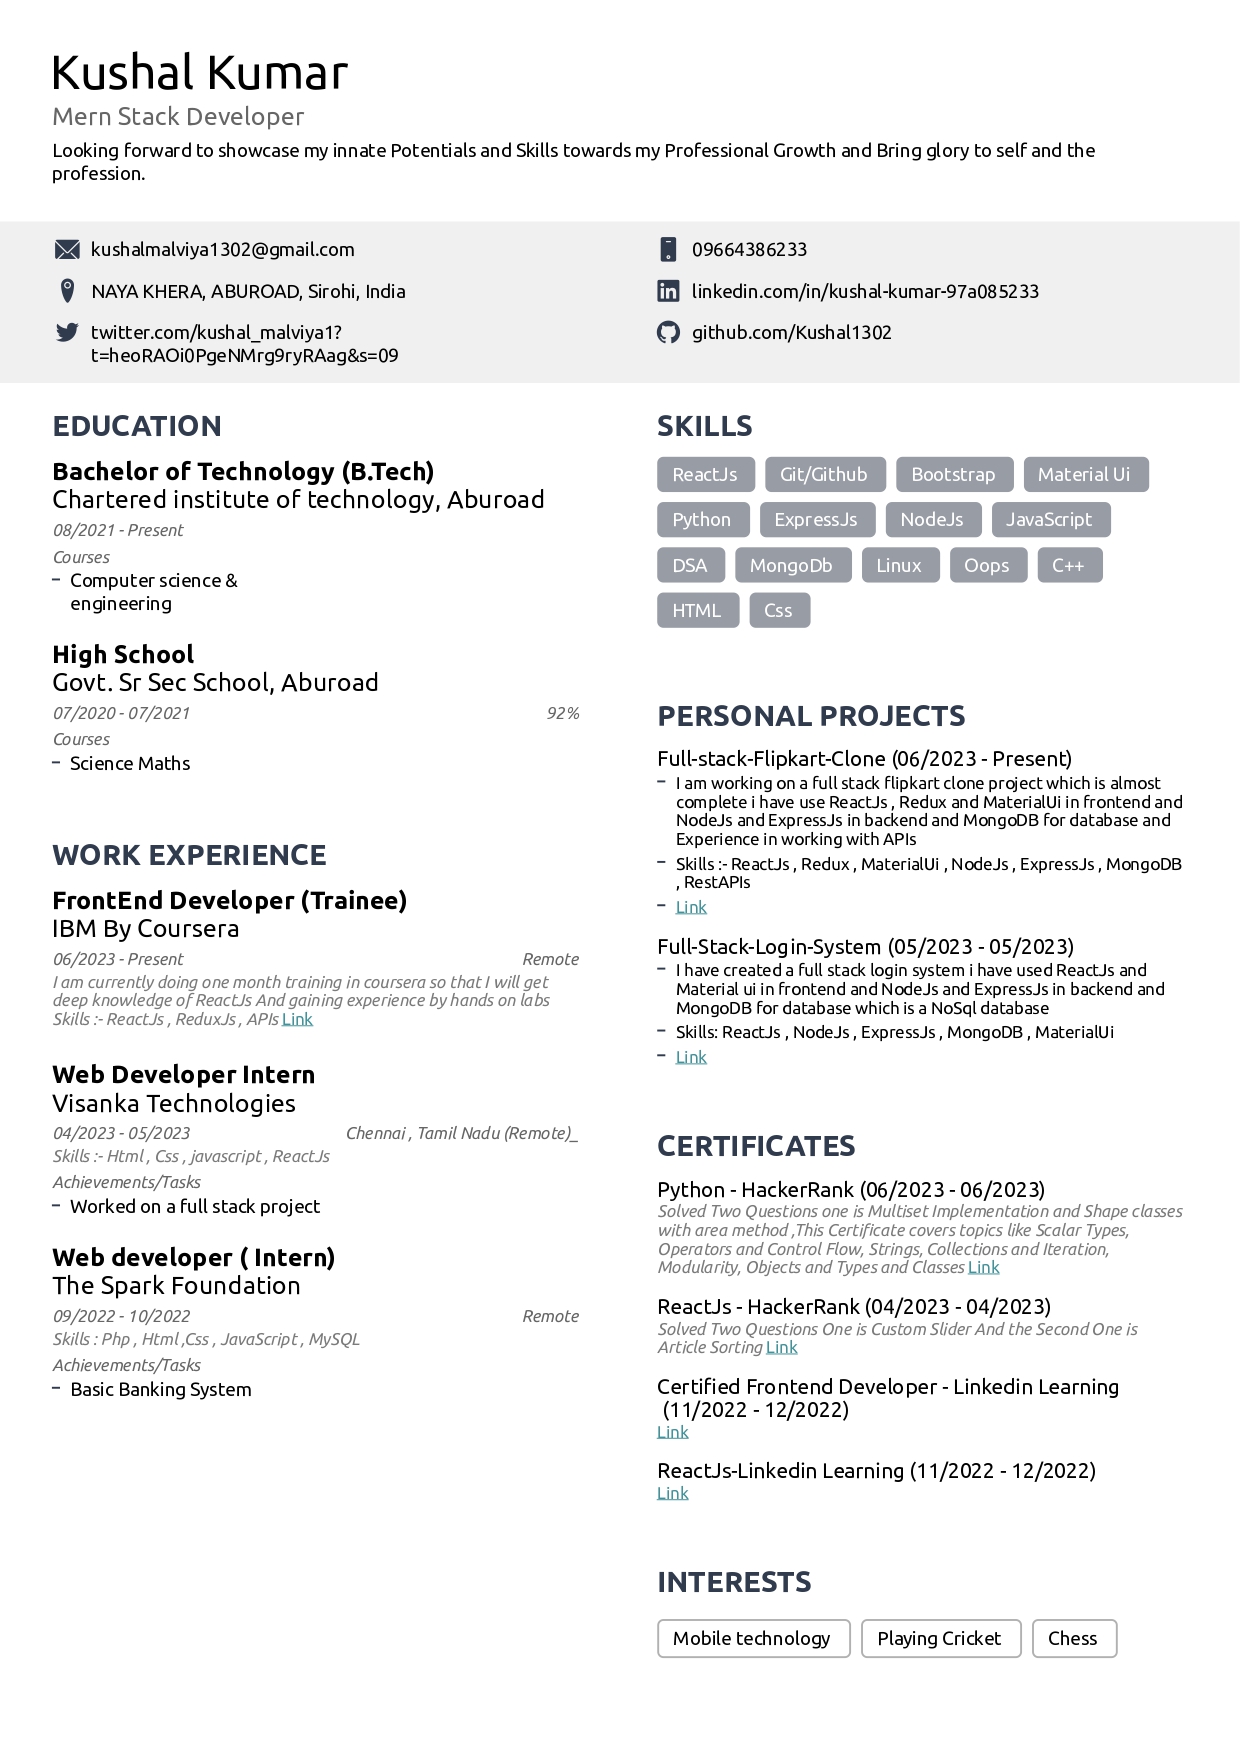 Kushal Kumar
Mern Stack Developer
Looking forward to showcase my innate Potentials and Skills towards my Professional Growth and Bring glory to self and the
profession.
kushalmalviya1302@gmail.com
09664386233
NAYA KHERA, ABUROAD, Sirohi, India
linkedin.com/in/kushal-kumar-97a085233
twitter.com/kushal_malviya1?
t=heoRAOi0PgeNMrg9ryRAag&s=09
github.com/Kushal1302
EDUCATION
Bachelor of Technology (B.Tech)
Chartered institute of technology, Aburoad
08/2021 - Present
Courses
– Computer science &
engineering
High School
Govt. Sr Sec School, Aburoad
07/2020 - 07/2021 92%
Courses
– Science Maths
WORK EXPERIENCE
FrontEnd Developer (Trainee)
IBM By Coursera
06/2023 - Present Remote
I am currently doing one month training in coursera so that I will get
deep knowledge of ReactJs And gaining experience by hands on labs
Skills :- ReactJs , ReduxJs , APIs Link
Web Developer Intern
Visanka Technologies
04/2023 - 05/2023 Chennai , Tamil Nadu (Remote)_
Skills :- Html , Css , javascript , ReactJs
Achievements/Tasks
– Worked on a full stack project
Web developer ( Intern)
The Spark Foundation
09/2022 - 10/2022 Remote
Skills : Php , Html ,Css , JavaScript , MySQL
Achievements/Tasks
– Basic Banking System
SKILLS
ReactJs Git/Github Bootstrap Material Ui
Python ExpressJs NodeJs JavaScript
DSA MongoDb Linux Oops C++
HTML Css
PERSONAL PROJECTS
Full-stack-Flipkart-Clone (06/2023 - Present)
– I am working on a full stack flipkart clone project which is almost
complete i have use ReactJs , Redux and MaterialUi in frontend and
NodeJs and ExpressJs in backend and MongoDB for database and
Experience in working with APIs
– Skills :- ReactJs , Redux , MaterialUi , NodeJs , ExpressJs , MongoDB
, RestAPIs
– Link
Full-Stack-Login-System (05/2023 - 05/2023)
– I have created a full stack login system i have used ReactJs and
Material ui in frontend and NodeJs and ExpressJs in backend and
MongoDB for database which is a NoSql database
– Skills: ReactJs , NodeJs , ExpressJs , MongoDB , MaterialUi
– Link
CERTIFICATES
Python - HackerRank (06/2023 - 06/2023)
Solved Two Questions one is Multiset Implementation and Shape classes
with area method ,This Certificate covers topics like Scalar Types,
Operators and Control Flow, Strings, Collections and Iteration,
Modularity, Objects and Types and Classes Link
ReactJs - HackerRank (04/2023 - 04/2023)
Solved Two Questions One is Custom Slider And the Second One is
Article Sorting Link
Certified Frontend Developer - Linkedin Learning
(11/2022 - 12/2022)
Link
ReactJs-Linkedin Learning (11/2022 - 12/2022)
Link
INTERESTS
Mobile technology Playing Cricket Chess